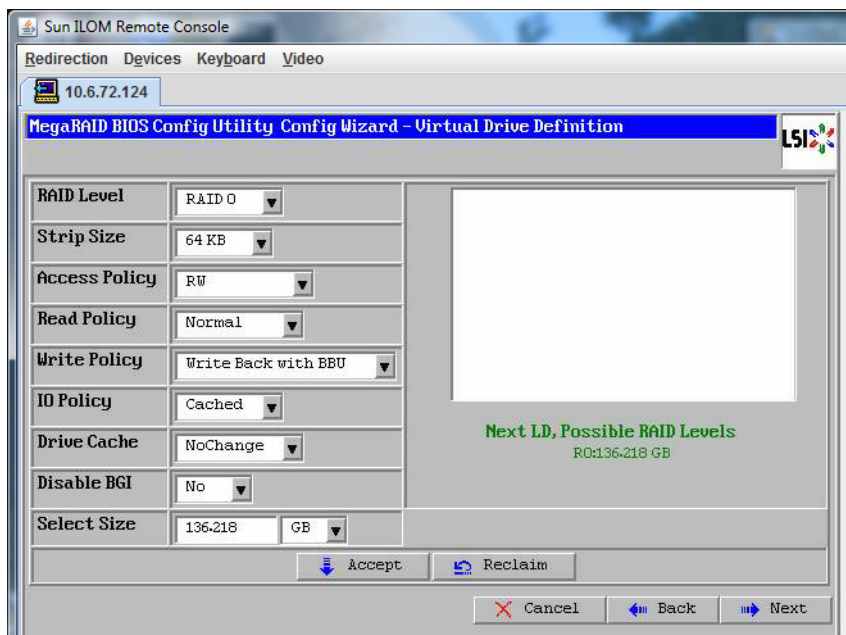 Sun ILOM Remote Console
Redirection Devices Keyboard Video
10.6.72.124
MegaRAID BIOS Config Utility Config Wizard - Virtual Drive Definition
LSI
RAID Level RAID 0
Strip Size 64 KB
Access Policy RW
Read Policy Normal
Write Policy Write Back with BBU
IO Policy Cached
Drive Cache NoChange
Disable BGI No
Select Size 136.218 GB
Next LD, Possible RAID Levels
R0:136.218 GB
Accept Reclaim
Cancel Back Next